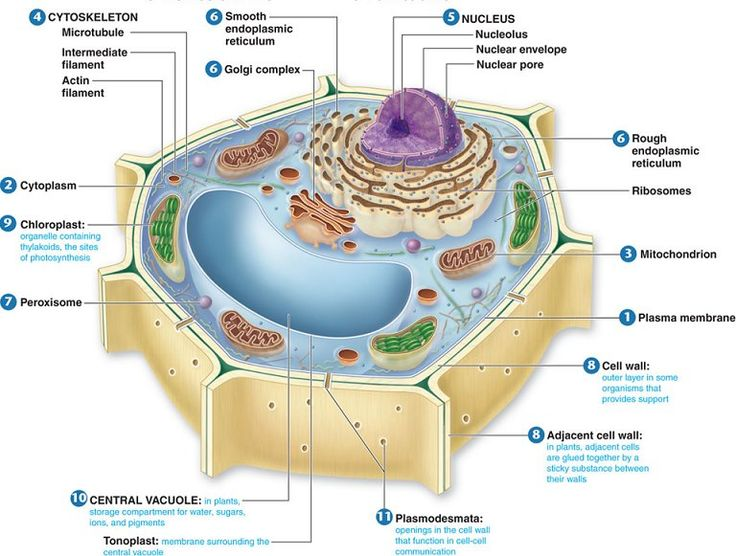 4 CYTOSKELETON
Microtubule
Intermediate
filament
Actin
filament
6 Smooth
endoplasmic
reticulum
6 Golgi complex
5 NUCLEUS
Nucleolus
Nuclear envelope
Nuclear pore
6 Rough
endoplasmic
reticulum
Ribosomes
2 Cytoplasm
9 Chloroplast:
organelle containing
thylakoids, the sites
of photosynthesis
3 Mitochondrion
7 Peroxisome
1 Plasma membrane
8 Cell wall:
outer layer in some
organisms that
provides support
8 Adjacent cell wall:
in plants, adjacent cells
are glued together by a
sticky substance between
their walls
10 CENTRAL VACUOLE: in plants,
storage compartment for water, sugars,
ions, and pigments
Tonoplast: membrane surrounding the
central vacuole
11 Plasmodesmata:
openings in the cell wall
that function in cell-cell
communication